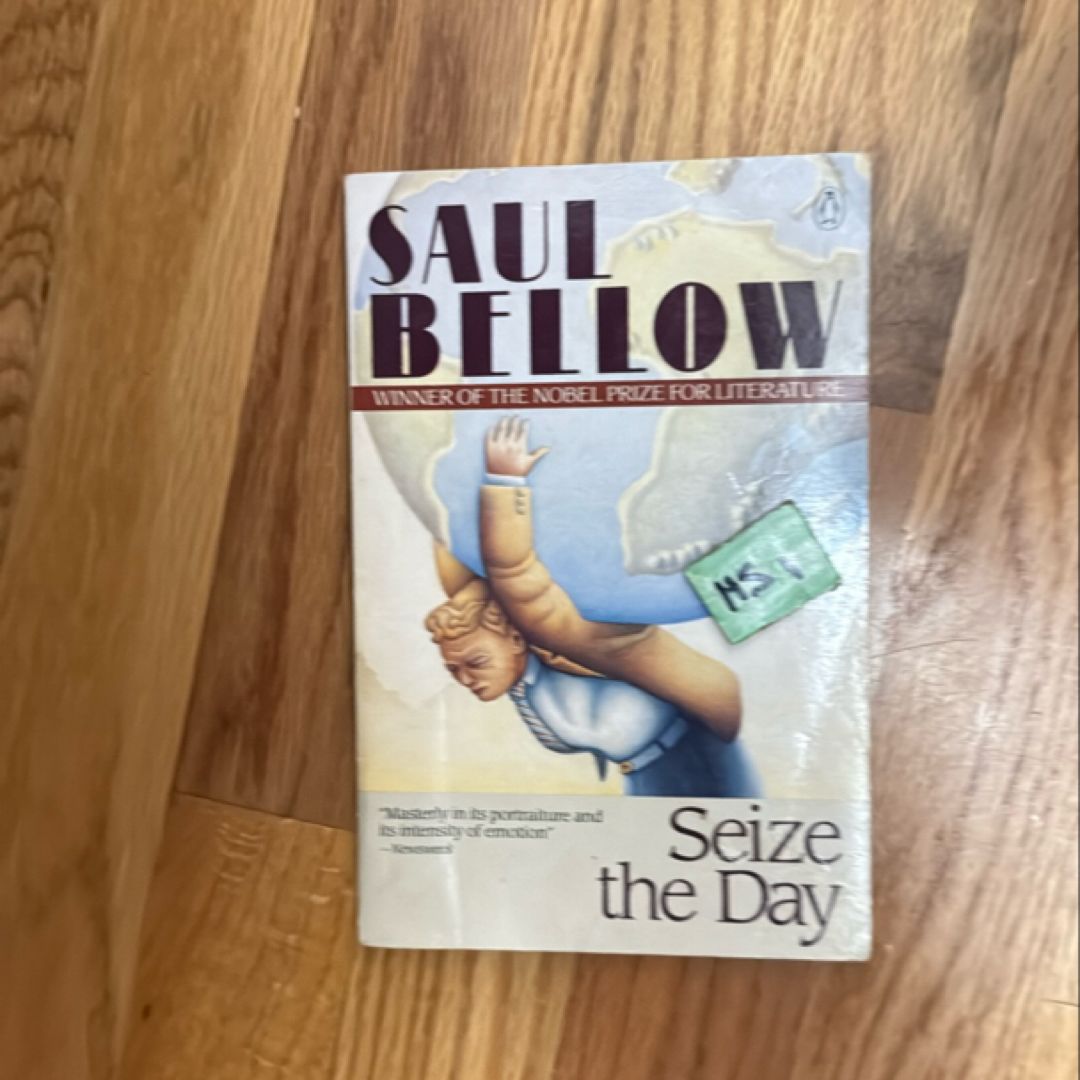 SAUL
BELLOW
WINNER OF THE NOBEL PRIZE FOR LITERATURE
"Masterly in its portraiture and
its intensity of emotion"
—Newsweek
Seize
the Day